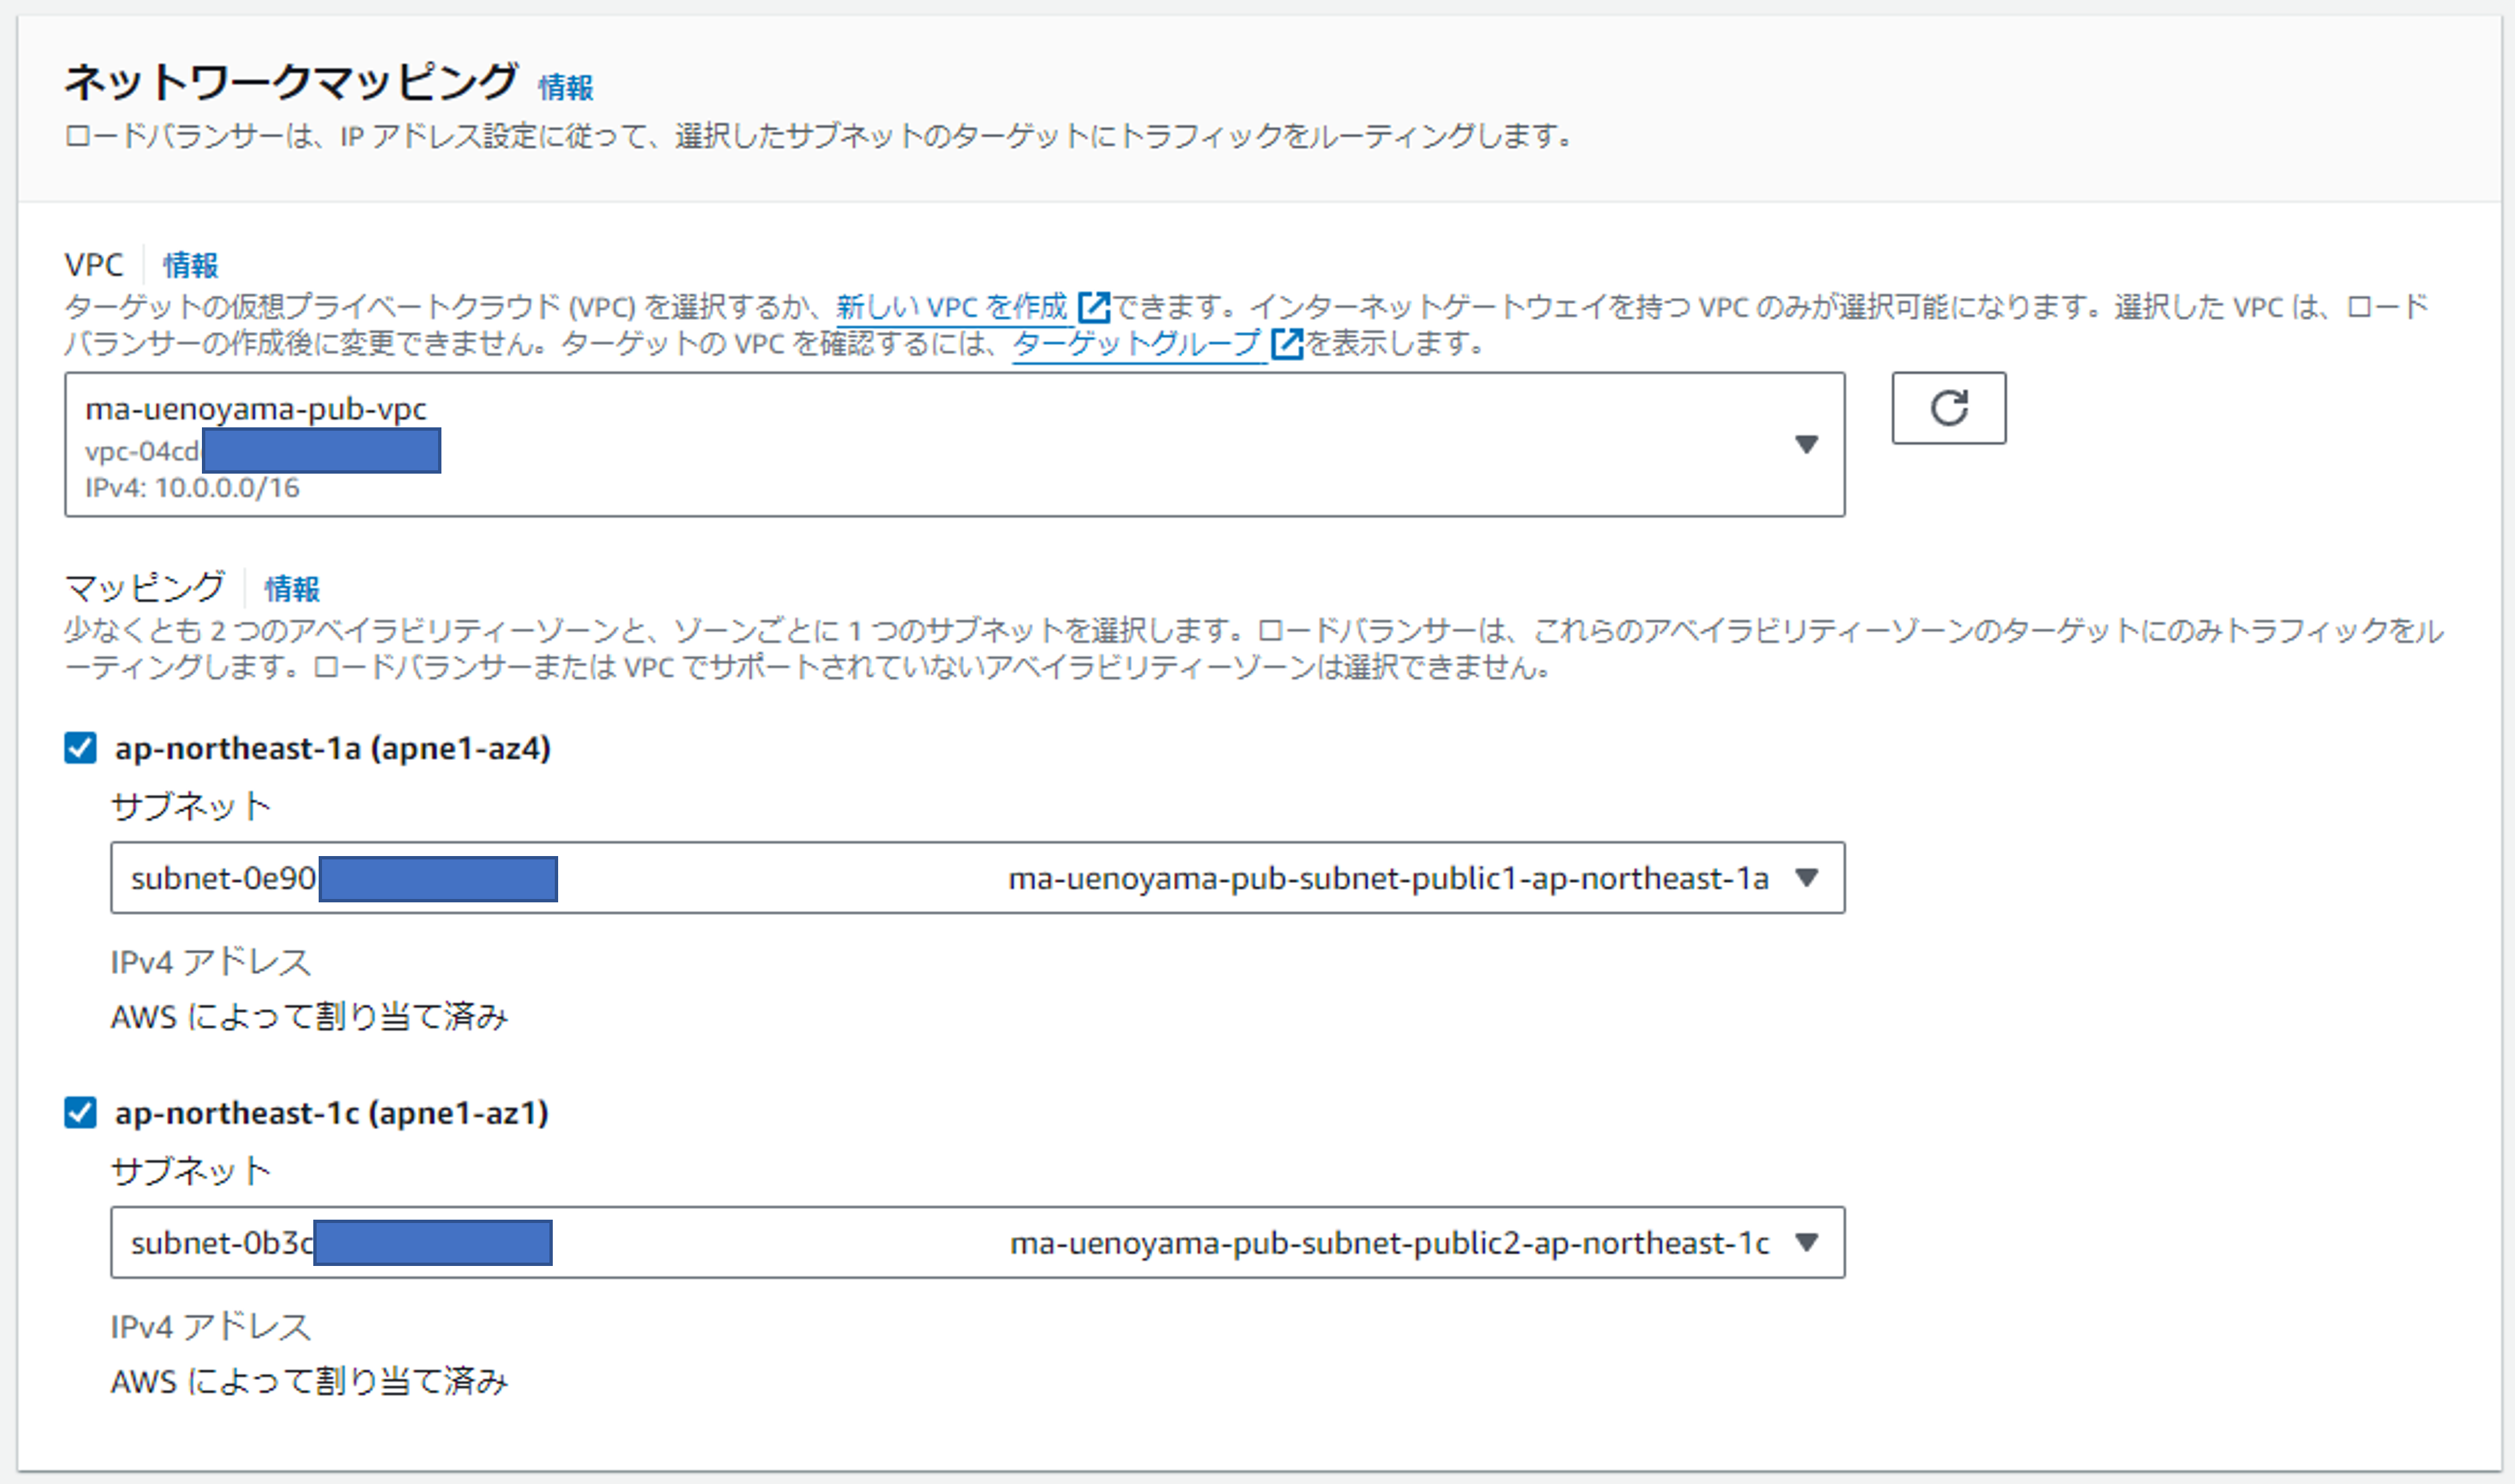 ネットワークマッピング 情報
ロードバランサーは、IP アドレス設定に従って、選択したサブネットのターゲットにトラフィックをルーティングします。
VPC 情報
ターゲットの仮想プライベートクラウド (VPC) を選択するか、新しい VPC を作成できます。インターネットゲートウェイを持つ VPC のみが選択可能になります。選択した VPC は、ロード
バランサーの作成後に変更できません。ターゲットの VPC を確認するには、ターゲットグループを表示します。
ma-uenoyama-pub-vpc
vpc-04cd
IPv4: 10.0.0.0/16
マッピング 情報
少なくとも 2 つのアベイラビリティーゾーンと、ゾーンごとに 1 つのサブネットを選択します。ロードバランサーは、これらのアベイラビリティーゾーンのターゲットにのみトラフィックをル
ーティングします。ロードバランサーまたは VPC でサポートされていないアベイラビリティーゾーンは選択できません。
ap-northeast-1a (apne1-az4)
サブネット
subnet-0e90 ma-uenoyama-pub-subnet-public1-ap-northeast-1a
IPv4 アドレス
AWS によって割り当て済み
ap-northeast-1c (apne1-az1)
サブネット
subnet-0b3c ma-uenoyama-pub-subnet-public2-ap-northeast-1c
IPv4 アドレス
AWS によって割り当て済み